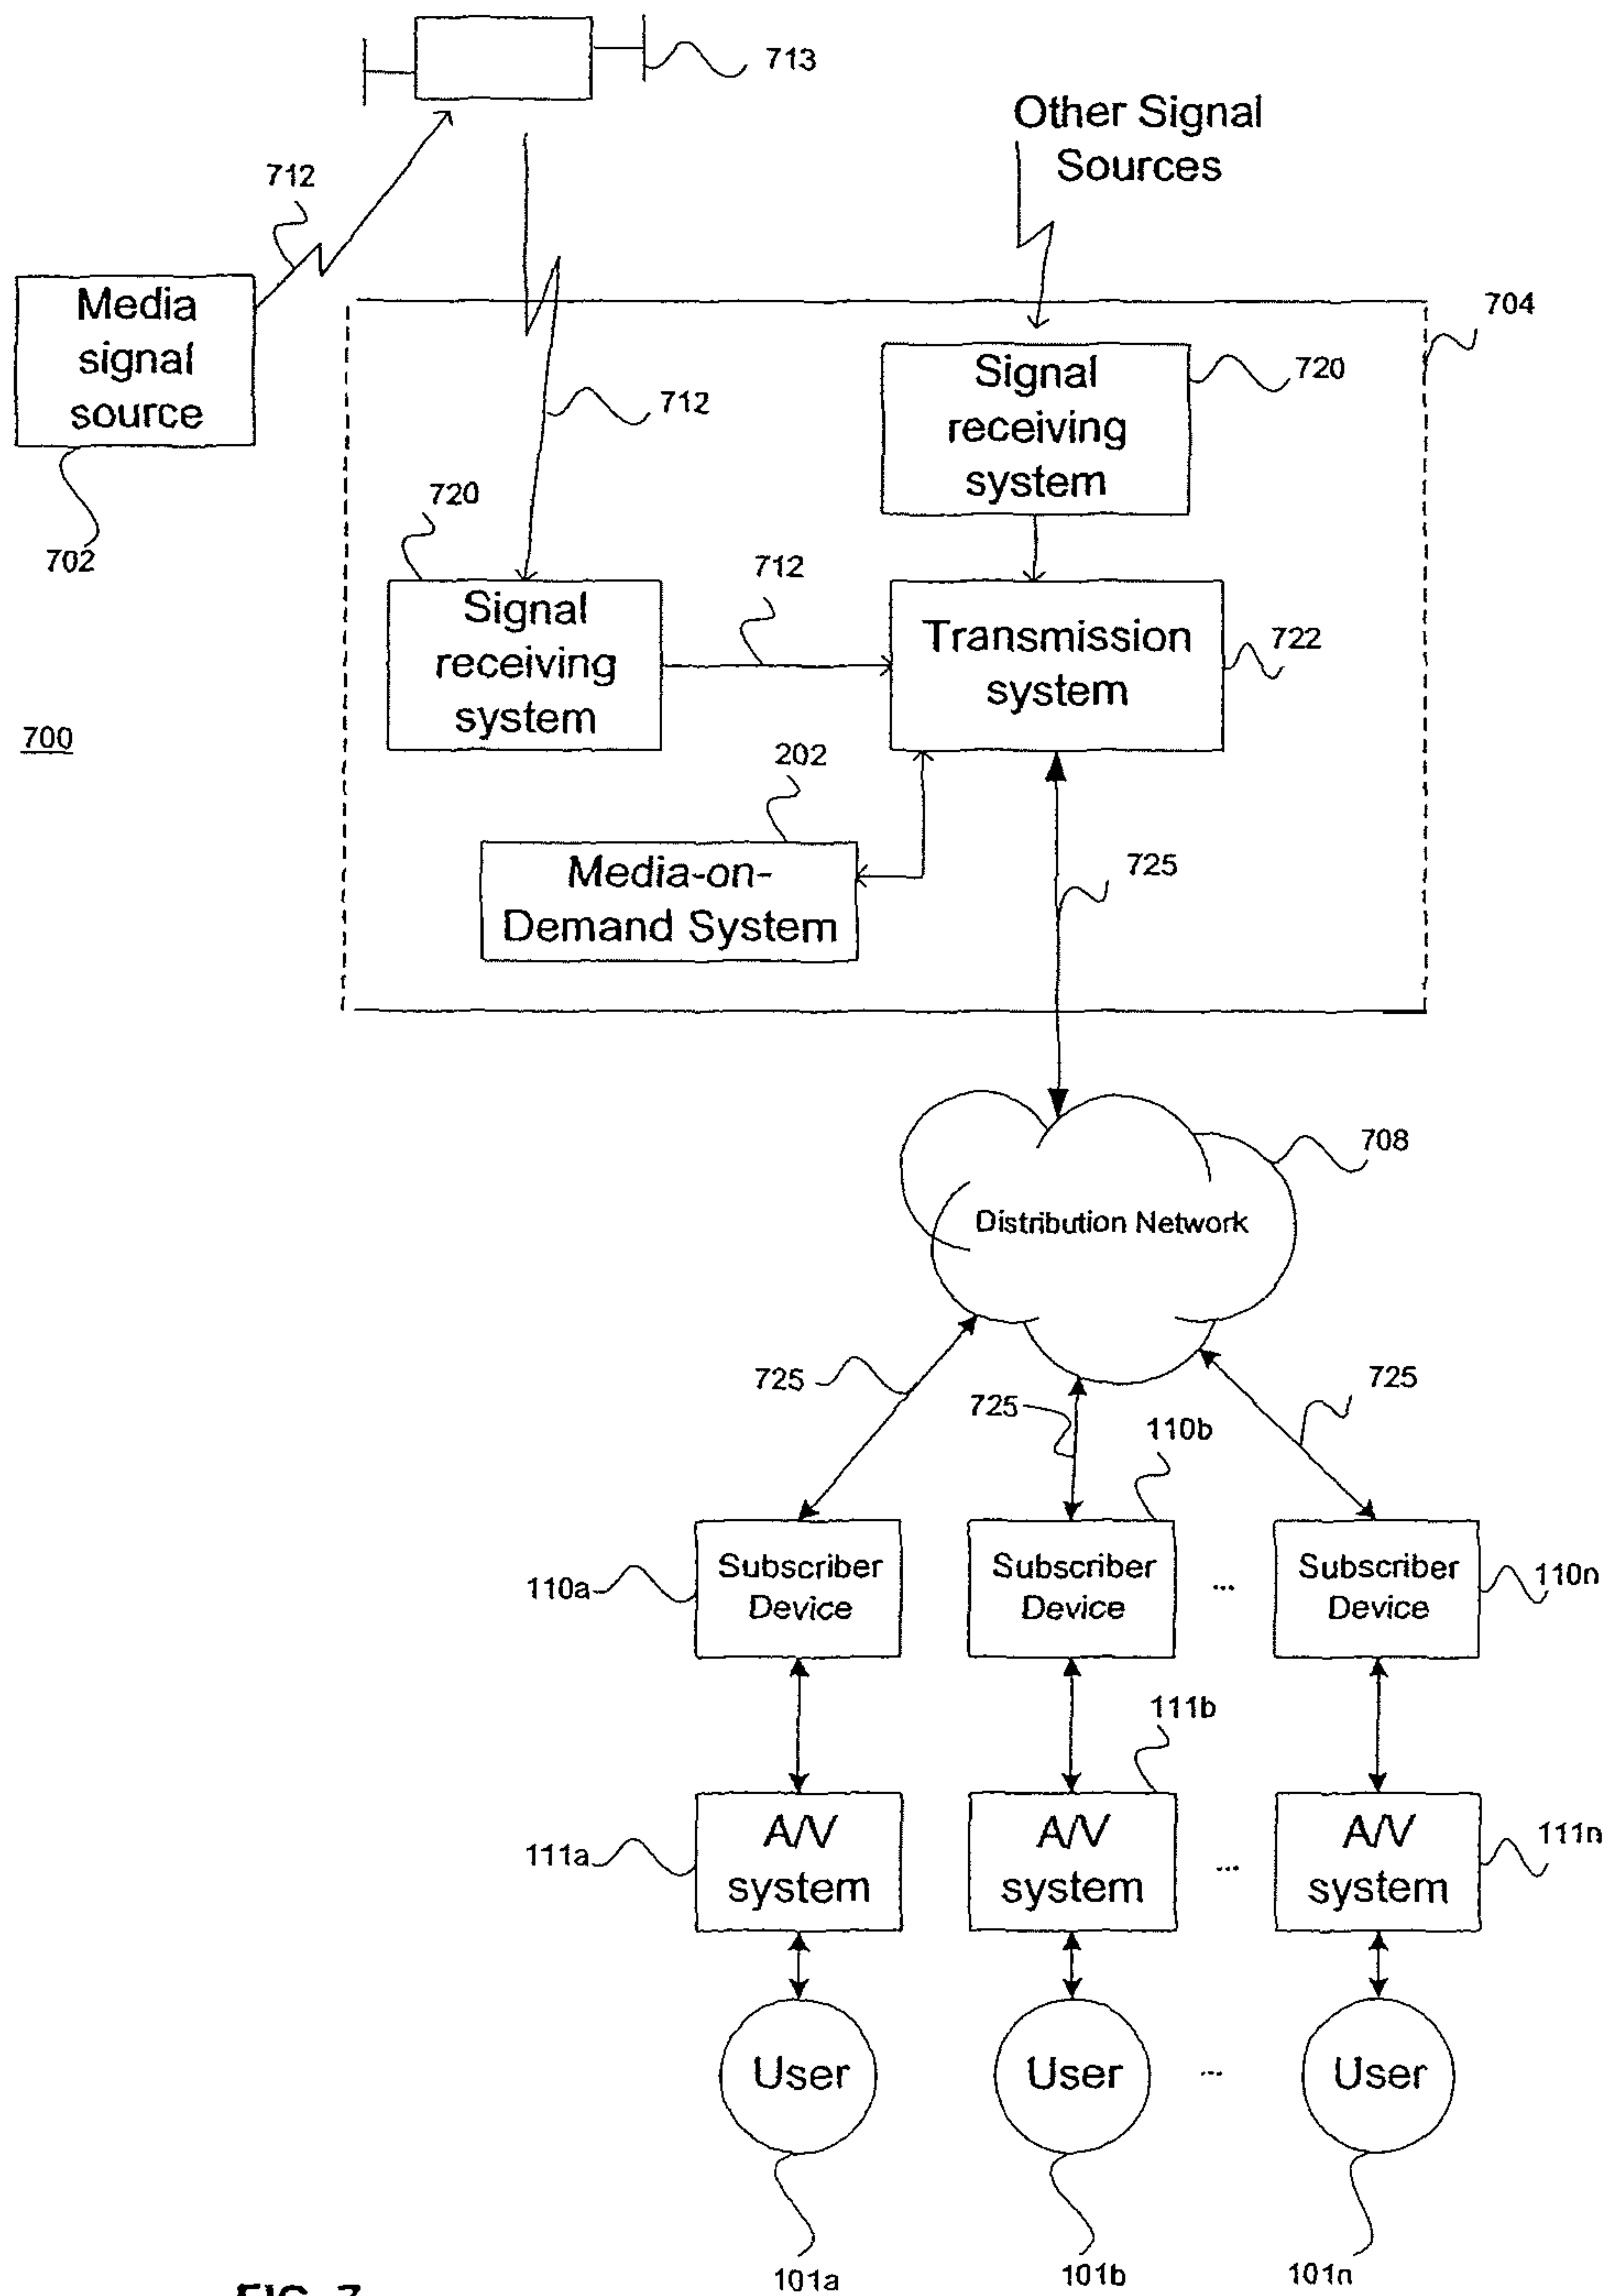 713
Other Signal
Sources
712
Media
signal
source
704
Signal
receiving
system
720
712
720
702
712
Signal
receiving
system
Transmission
system
722
700
202
Media-on-
Demand System
725
708
Distribution Network
725
725
725
110b
Subscriber
Device
Subscriber
Device
...
Subscriber
Device
110a
110n
111b
A/V
system
A/V
system
...
A/V
system
111a
111n
User
User
...
User
101a
101b
101n
FIG. 7